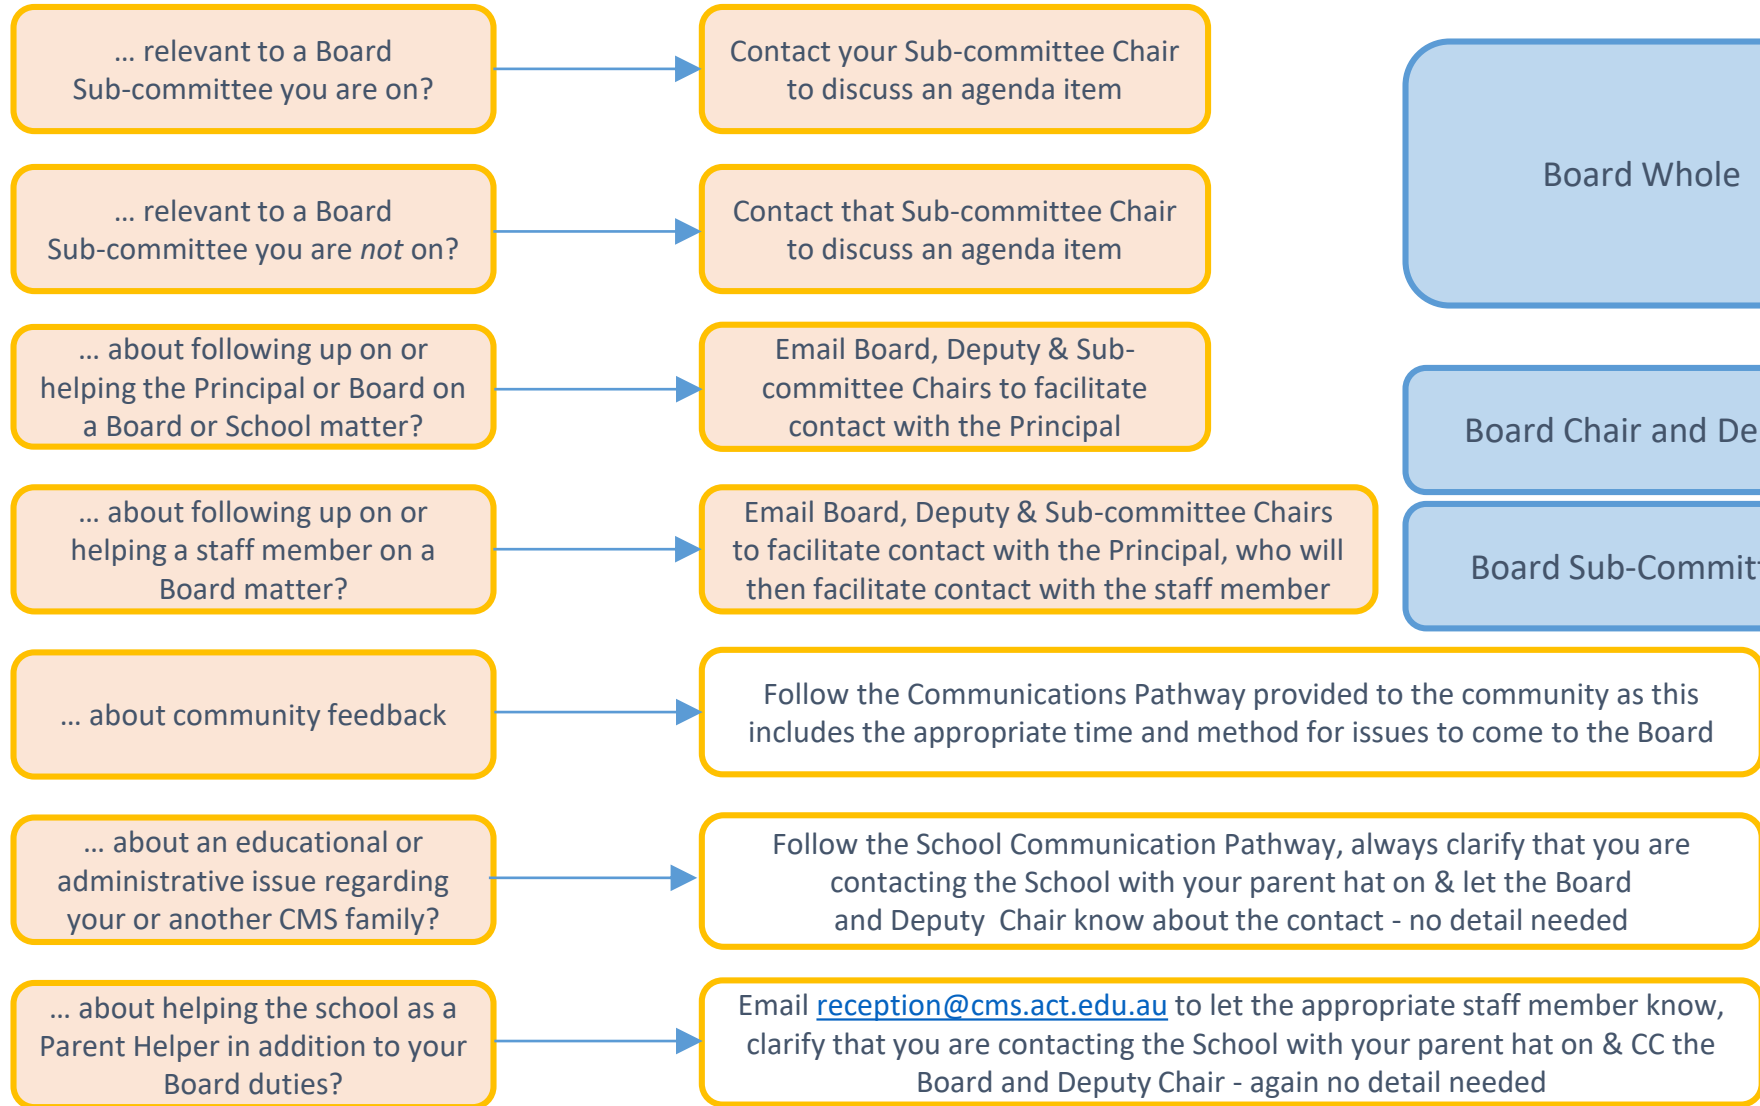 ... relevant to a Board
Sub-committee you are on?
Contact your Sub-committee Chair
to discuss an agenda item
... relevant to a Board
Sub-committee you are not on?
Contact that Sub-committee Chair
to discuss an agenda item
Board Whole
... about following up on or
helping the Principal or Board on
a Board or School matter?
Email Board, Deputy & Sub-
committee Chairs to facilitate
contact with the Principal
Board Chair and De
... about following up on or
helping a staff member on a
Board matter?
Email Board, Deputy & Sub-committee Chairs
to facilitate contact with the Principal, who will
then facilitate contact with the staff member
Board Sub-Committ
... about community feedback
Follow the Communications Pathway provided to the community as this
includes the appropriate time and method for issues to come to the Board
... about an educational or
administrative issue regarding
your or another CMS family?
Follow the School Communication Pathway, always clarify that you are
contacting the School with your parent hat on & let the Board
and Deputy Chair know about the contact - no detail needed
... about helping the school as a
Parent Helper in addition to your
Board duties?
Email reception@cms.act.edu.au to let the appropriate staff member know,
clarify that you are contacting the School with your parent hat on & CC the
Board and Deputy Chair - again no detail needed